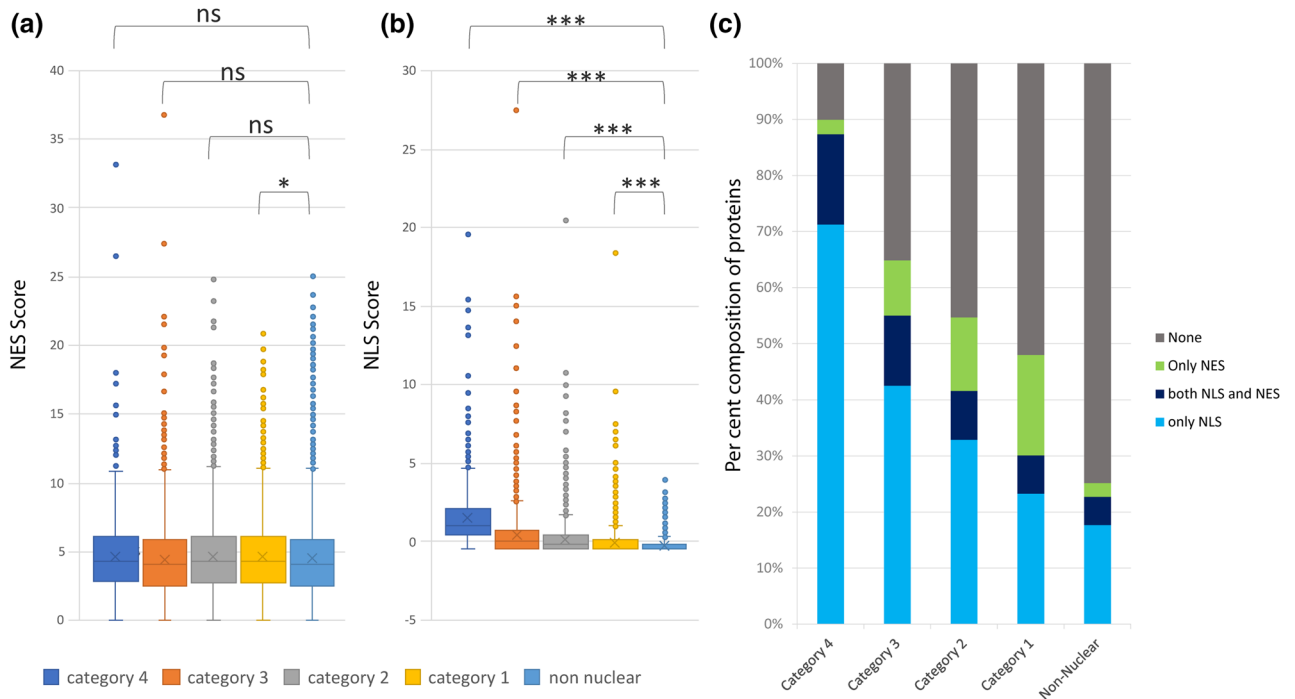 (a)
ns
ns
ns
*
NES Score
40
35
30
25
20
15
10
5
0
(b)
***
***
***
***
NLS Score
30
25
20
15
10
5
0
-5
category 4 category 3 category 2 category 1 non nuclear
(c)
Per cent composition of proteins
100%
90%
80%
70%
60%
50%
40%
30%
20%
10%
0%
Category 4
Category 3
Category 2
Category 1
Non-Nuclear
None
Only NES
both NLS and NES
only NLS